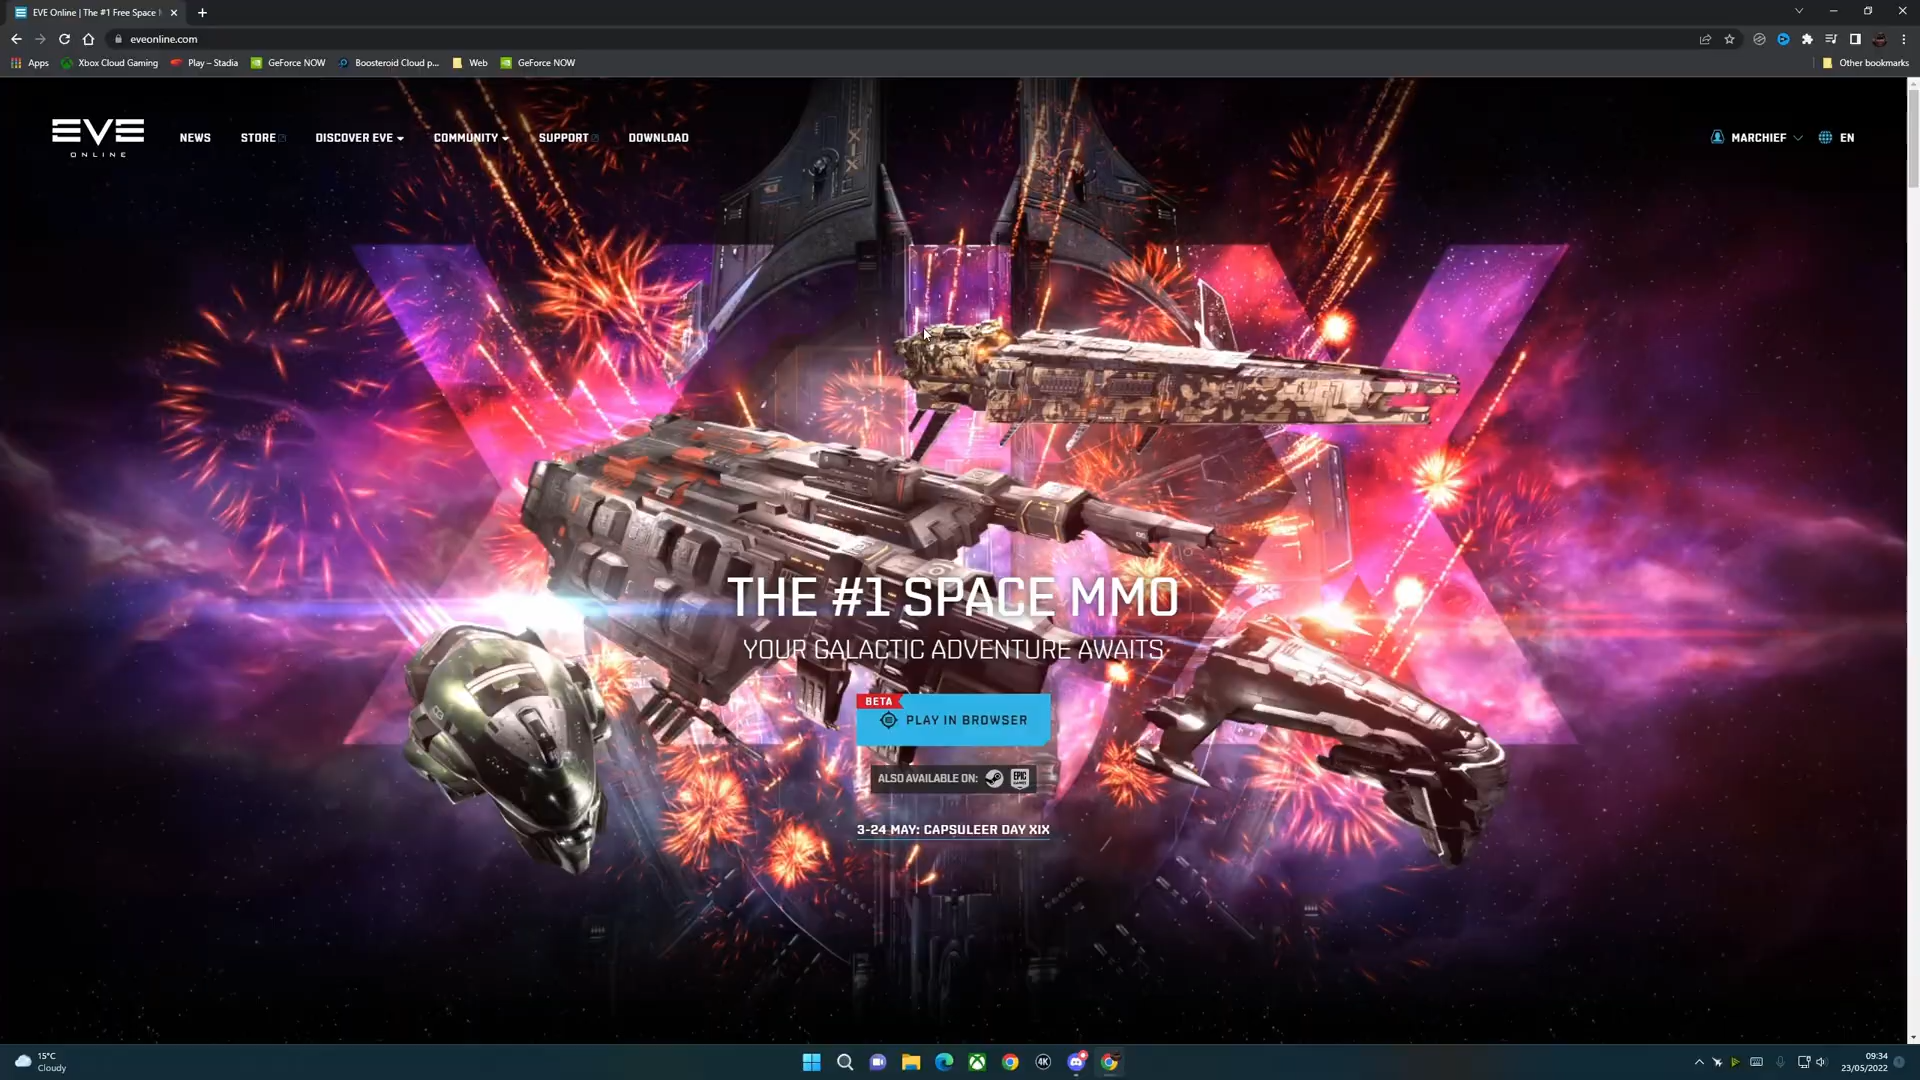 EVE Online | The #1 Free Space
eveonline.com
Apps
Xbox Cloud Gaming
Play – Stadia
GeForce NOW
Boosteroid Cloud p...
Web
GeForce NOW
Other bookmarks
EVE
ONLINE
NEWS
STORE
DISCOVER EVE
COMMUNITY
SUPPORT
DOWNLOAD
MARCHIEF
EN
THE #1 SPACE MMO
YOUR GALACTIC ADVENTURE AWAITS
BETA
PLAY IN BROWSER
ALSO AVAILABLE ON:
EPIC
GAMES
3-24 MAY: CAPSULEER DAY XIX
15°C
Cloudy
4K
09:34
23/05/2022